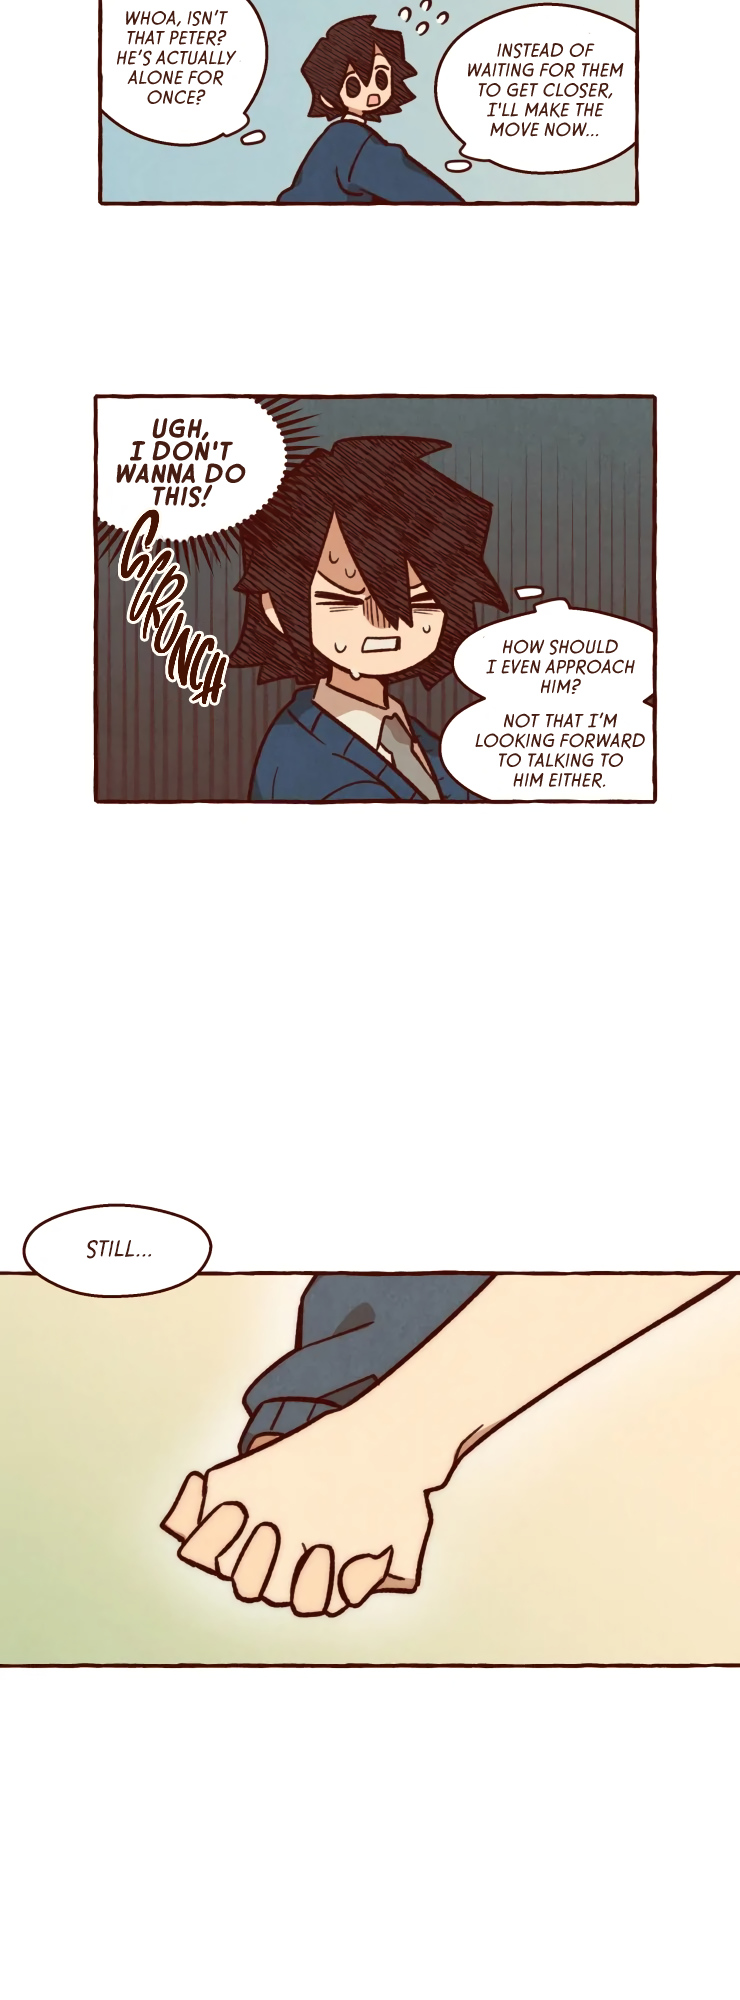 WHOA, ISN'T
THAT PETER?
HE'S ACTUALLY
ALONE FOR
ONCE?
INSTEAD OF
WAITING FOR THEM
TO GET CLOSER,
I'LL MAKE THE
MOVE NOW...
UGH,
I DON'T
WANNA DO
THIS!
SCRUNCH
HOW SHOULD
I EVEN APPROACH
HIM?
NOT THAT I'M
LOOKING FORWARD
TO TALKING TO
HIM EITHER.
STILL...